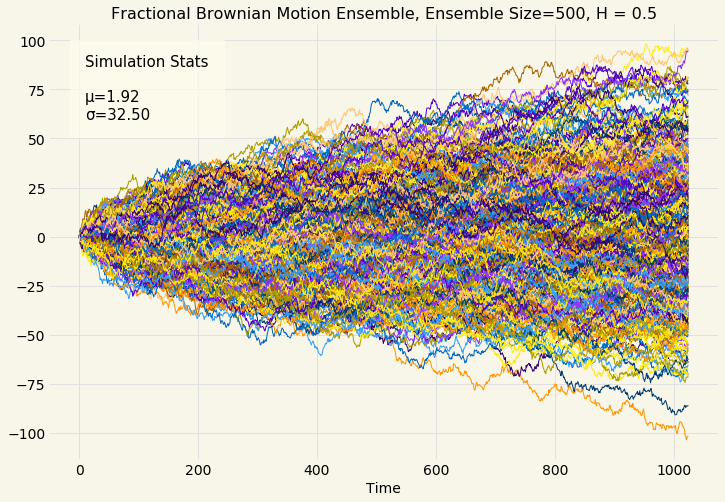 Fractional Brownian Motion Ensemble, Ensemble Size=500, H = 0.5
Simulation Stats
μ=1.92
σ=32.50
100
75
50
25
0
−25
−50
−75
−100
0 200 400 600 800 1000
Time